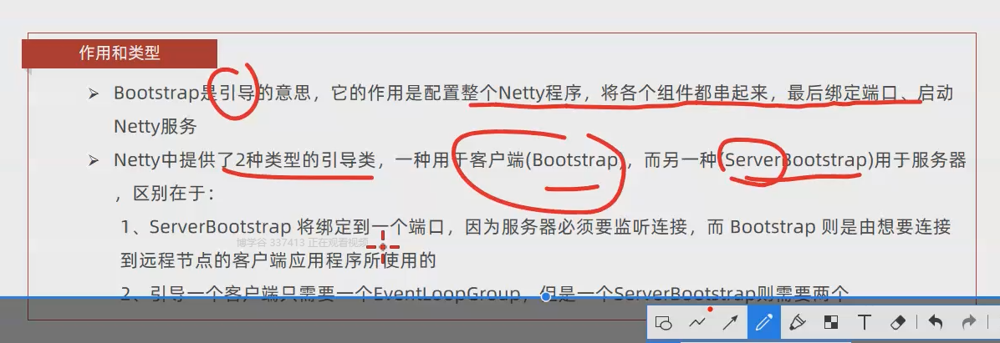 作用和类型
Bootstrap是引导的意思，它的作用是配置整个Netty程序，将各个组件都串起来，最后绑定端口、启动
Netty服务
Netty中提供了2种类型的引导类，一种用于客户端(Bootstrap)，而另一种(ServerBootstrap)用于服务器
，区别在于：
1、ServerBootstrap 将绑定到一个端口，因为服务器必须要监听连接，而 Bootstrap 则是由想要连接
博学谷 337413 正在观看视频
到远程节点的客户端应用程序所使用的
2、引导一个客户端只需要一个EventLoopGroup，但是一个ServerBootstrap则需要两个
T